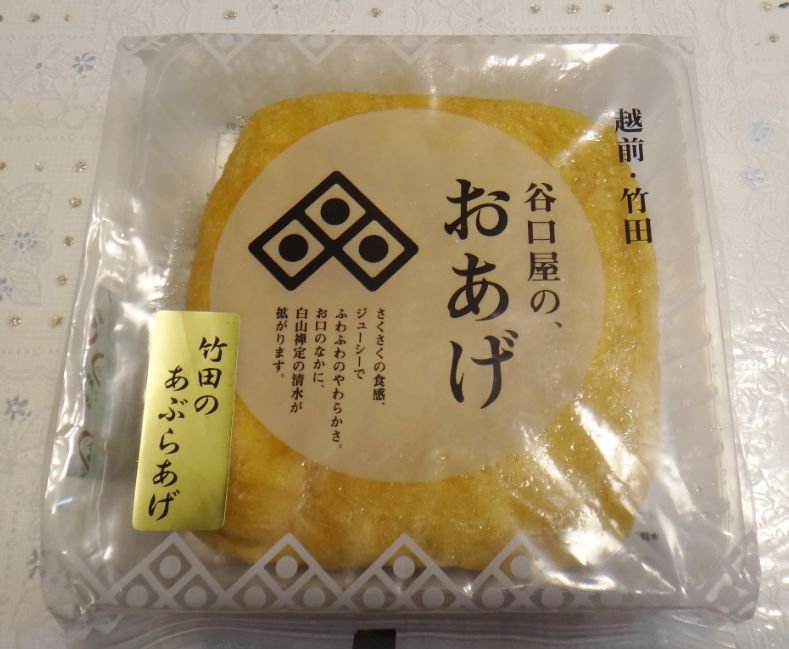 越前・竹田
谷口屋の、
おあげ
さくさくの食感、
ジューシーで
ふわふわのやわらかさ。
お口のなかに、
白山禅定の清水が
拡がります。
竹田の
あぶらあげ